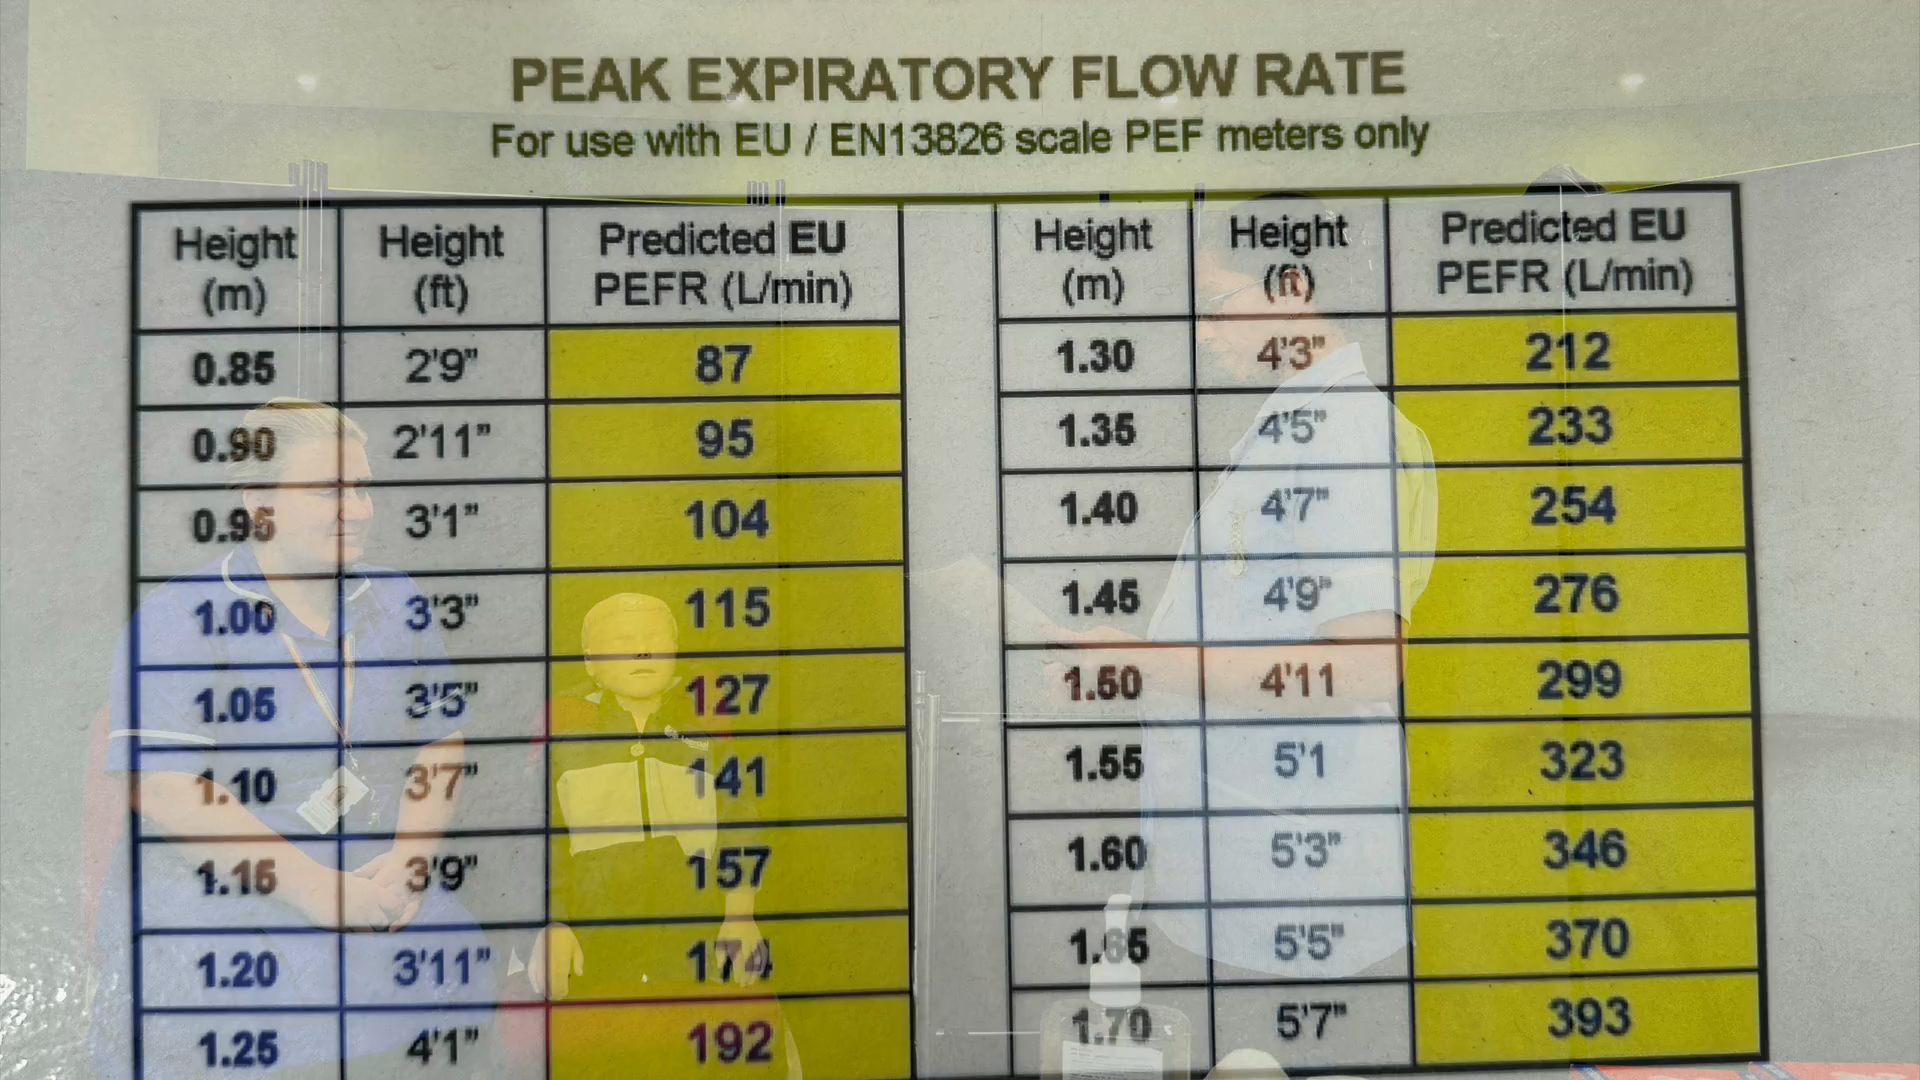 PEAK EXPIRATORY FLOW RATE
For use with EU / EN13826 scale PEF meters only
Height (m) Height (ft) Predicted EU PEFR (L/min) Height (m) Height (ft) Predicted EU PEFR (L/min)
0.85 2'9" 87 1.30 4'3" 212
0.90 2'11" 95 1.35 4'5" 233
0.95 3'1" 104 1.40 4'7" 254
1.00 3'3" 115 1.45 4'9" 276
1.05 3'5" 127 1.50 4'11 299
1.10 3'7" 141 1.55 5'1 323
1.15 3'9" 157 1.60 5'3" 346
1.20 3'11" 174 1.65 5'5" 370
1.25 4'1" 192 1.70 5'7" 393